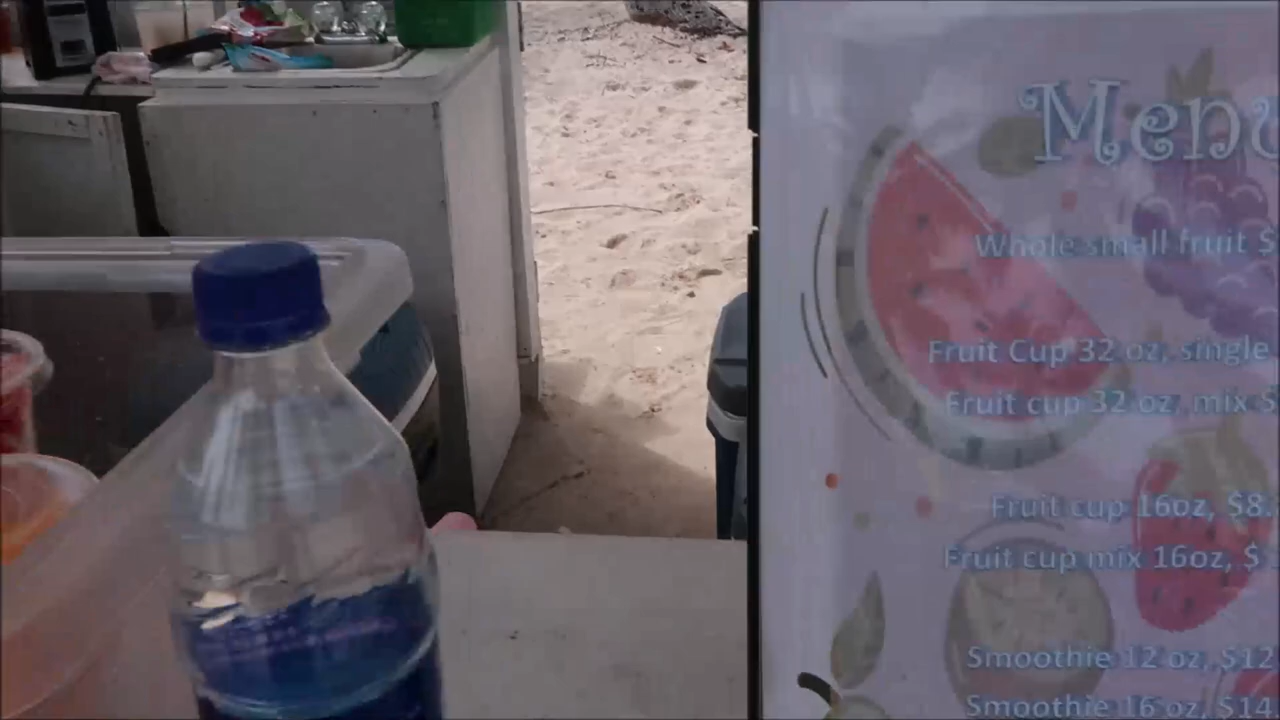 Menu
Whole small fruit $
Fruit Cup 32 oz, single
Fruit cup 32 oz, mix $
Fruit cup 16oz, $8.
Fruit cup mix 16oz, $
Smoothie 12 oz, $12
Smoothie 16 oz, $14